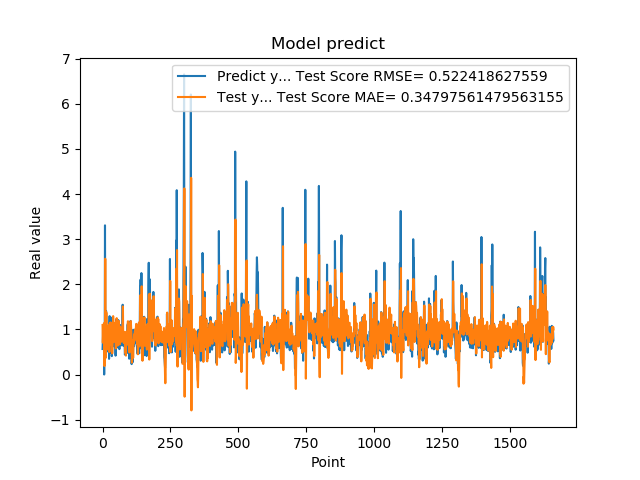 Model predict
Predict y... Test Score RMSE= 0.522418627559
Test y... Test Score MAE= 0.34797561479563155
7
6
5
4
3
2
1
0
−1
Real value
0 250 500 750 1000 1250 1500
Point